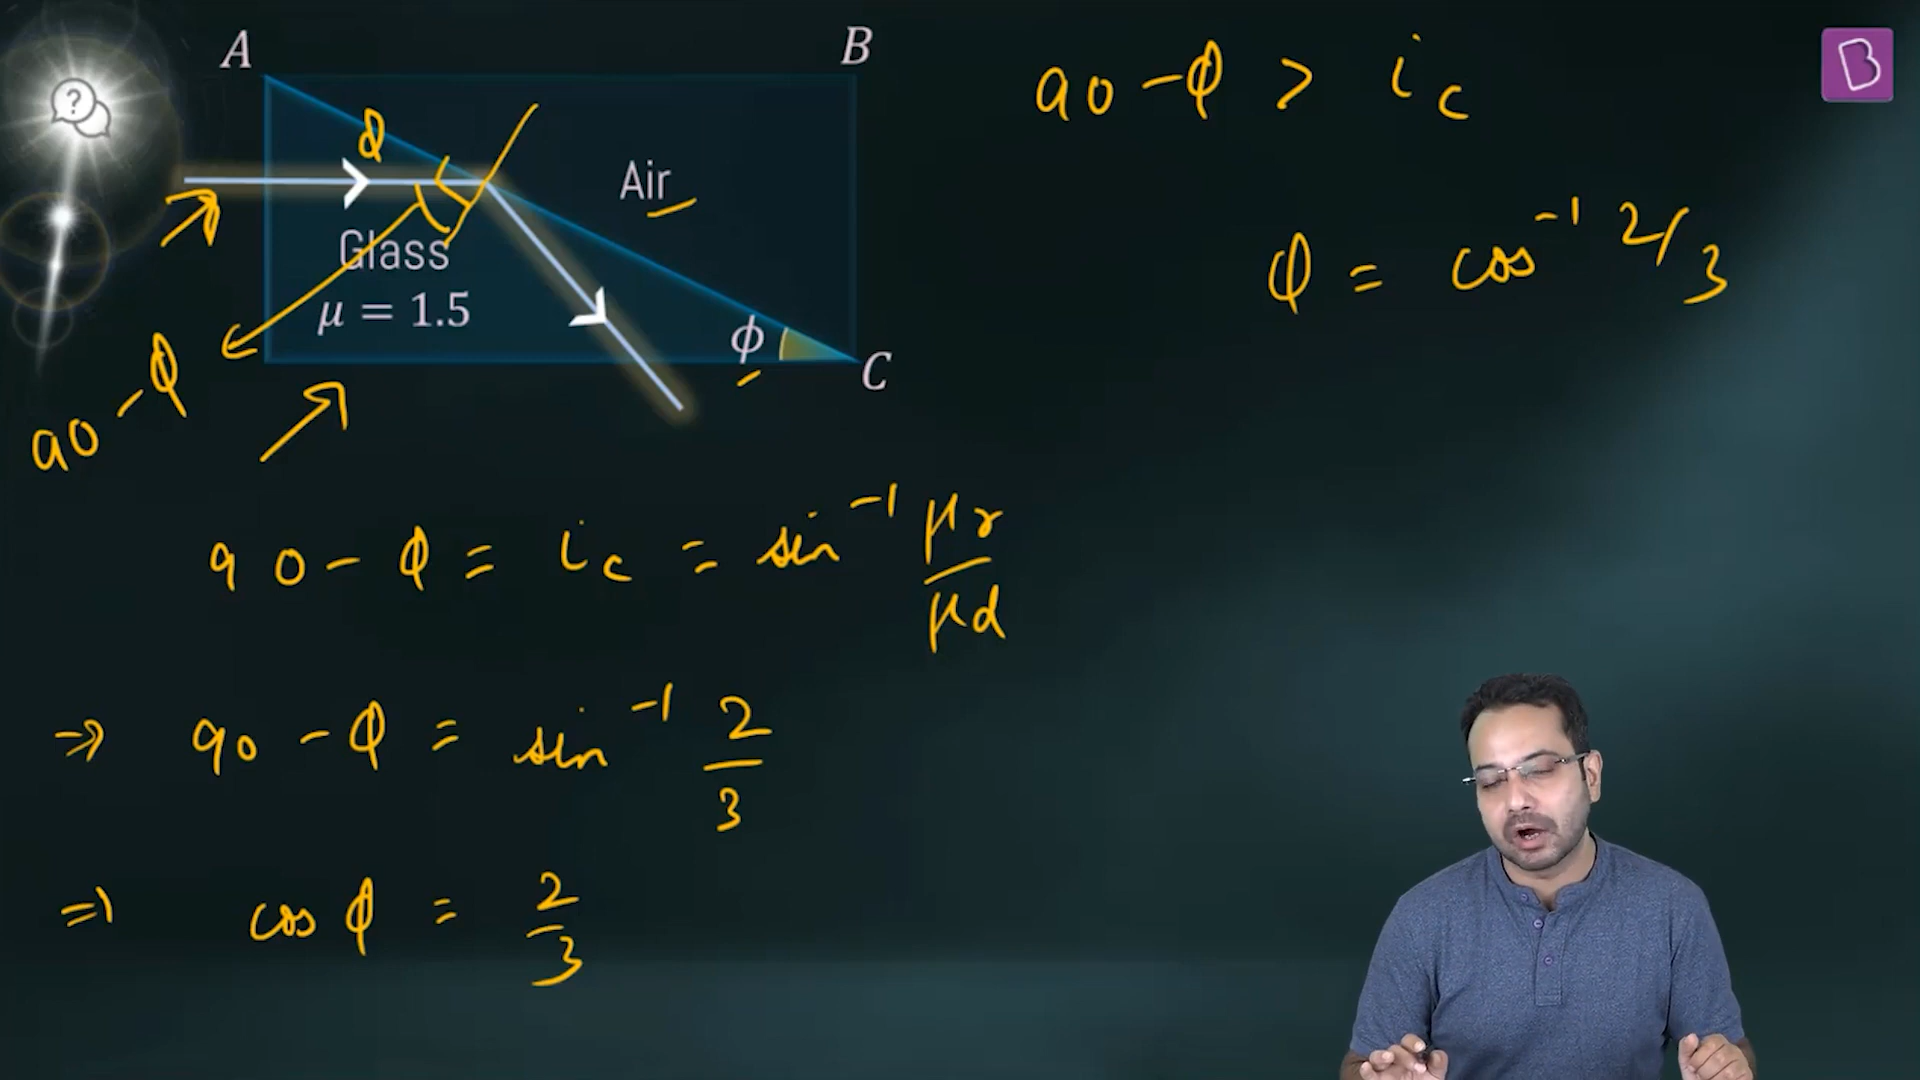 A
B
90 - ϕ > i_c
?
ϕ
Air
Glass
μ = 1.5
ϕ
C
90 - ϕ
ϕ = cos⁻¹ 2/3
90 - ϕ = i_c = sin⁻¹ μr/μd
⇒ 90 - ϕ = sin⁻¹ 2/3
⇒ cos ϕ = 2/3